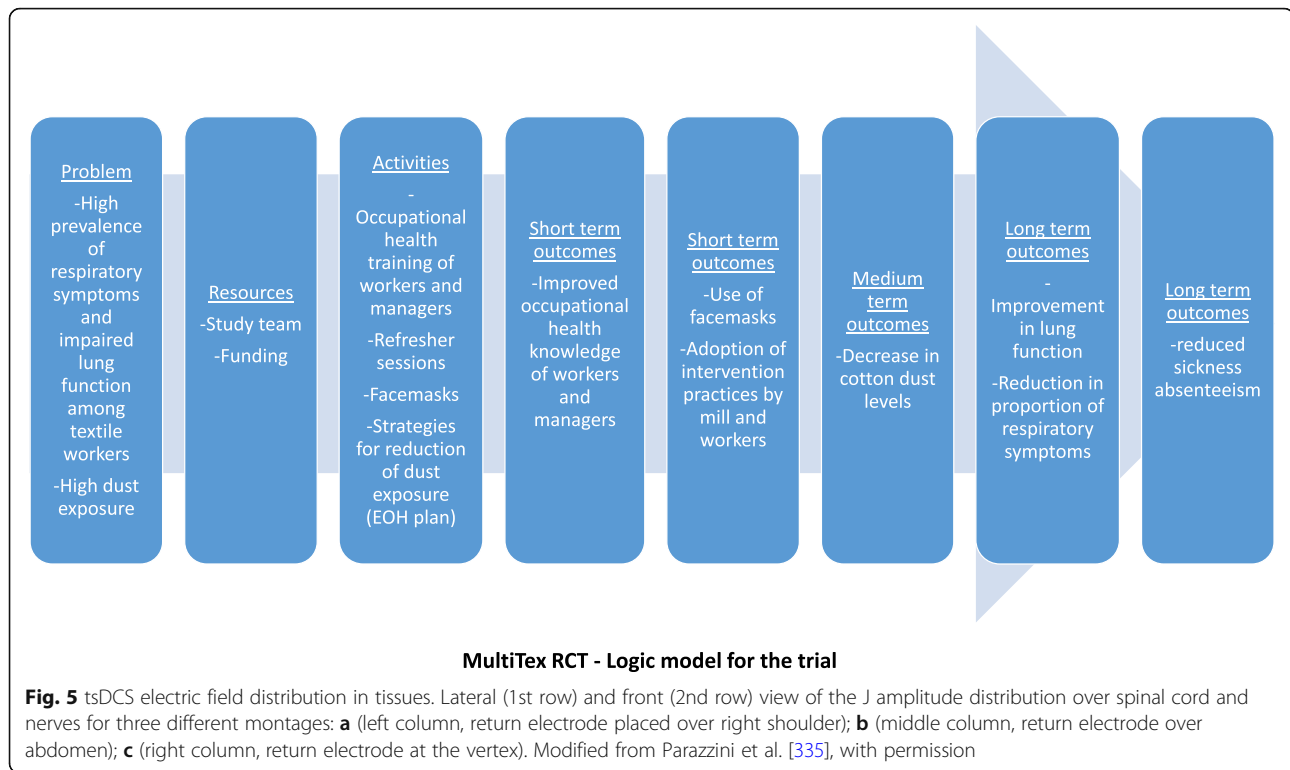 Problem
-High
prevalence
of
respiratory
symptoms
and
impaired
lung
function
among
textile
workers
-High dust
exposure
Resources
-Study team
-Funding
Activities
-
Occupational
health
training of
workers and
managers
-Refresher
sessions
-Facemasks
-Strategies
for reduction
of dust
exposure
(EOH plan)
Short term
outcomes
-Improved
occupational
health
knowledge
of workers
and
managers
Short term
outcomes
-Use of
facemasks
-Adoption of
intervention
practices by
mill and
workers
Medium
term
outcomes
-Decrease in
cotton dust
levels
Long term
outcomes
-
Improvement
in lung
function
-Reduction in
proportion of
respiratory
symptoms
Long term
outcomes
-reduced
sickness
absenteeism
MultiTex RCT - Logic model for the trial
Fig. 5 tsDCS electric field distribution in tissues. Lateral (1st row) and front (2nd row) view of the J amplitude distribution over spinal cord and
nerves for three different montages: a (left column, return electrode placed over right shoulder); b (middle column, return electrode over
abdomen); c (right column, return electrode at the vertex). Modified from Parazzini et al. [335], with permission